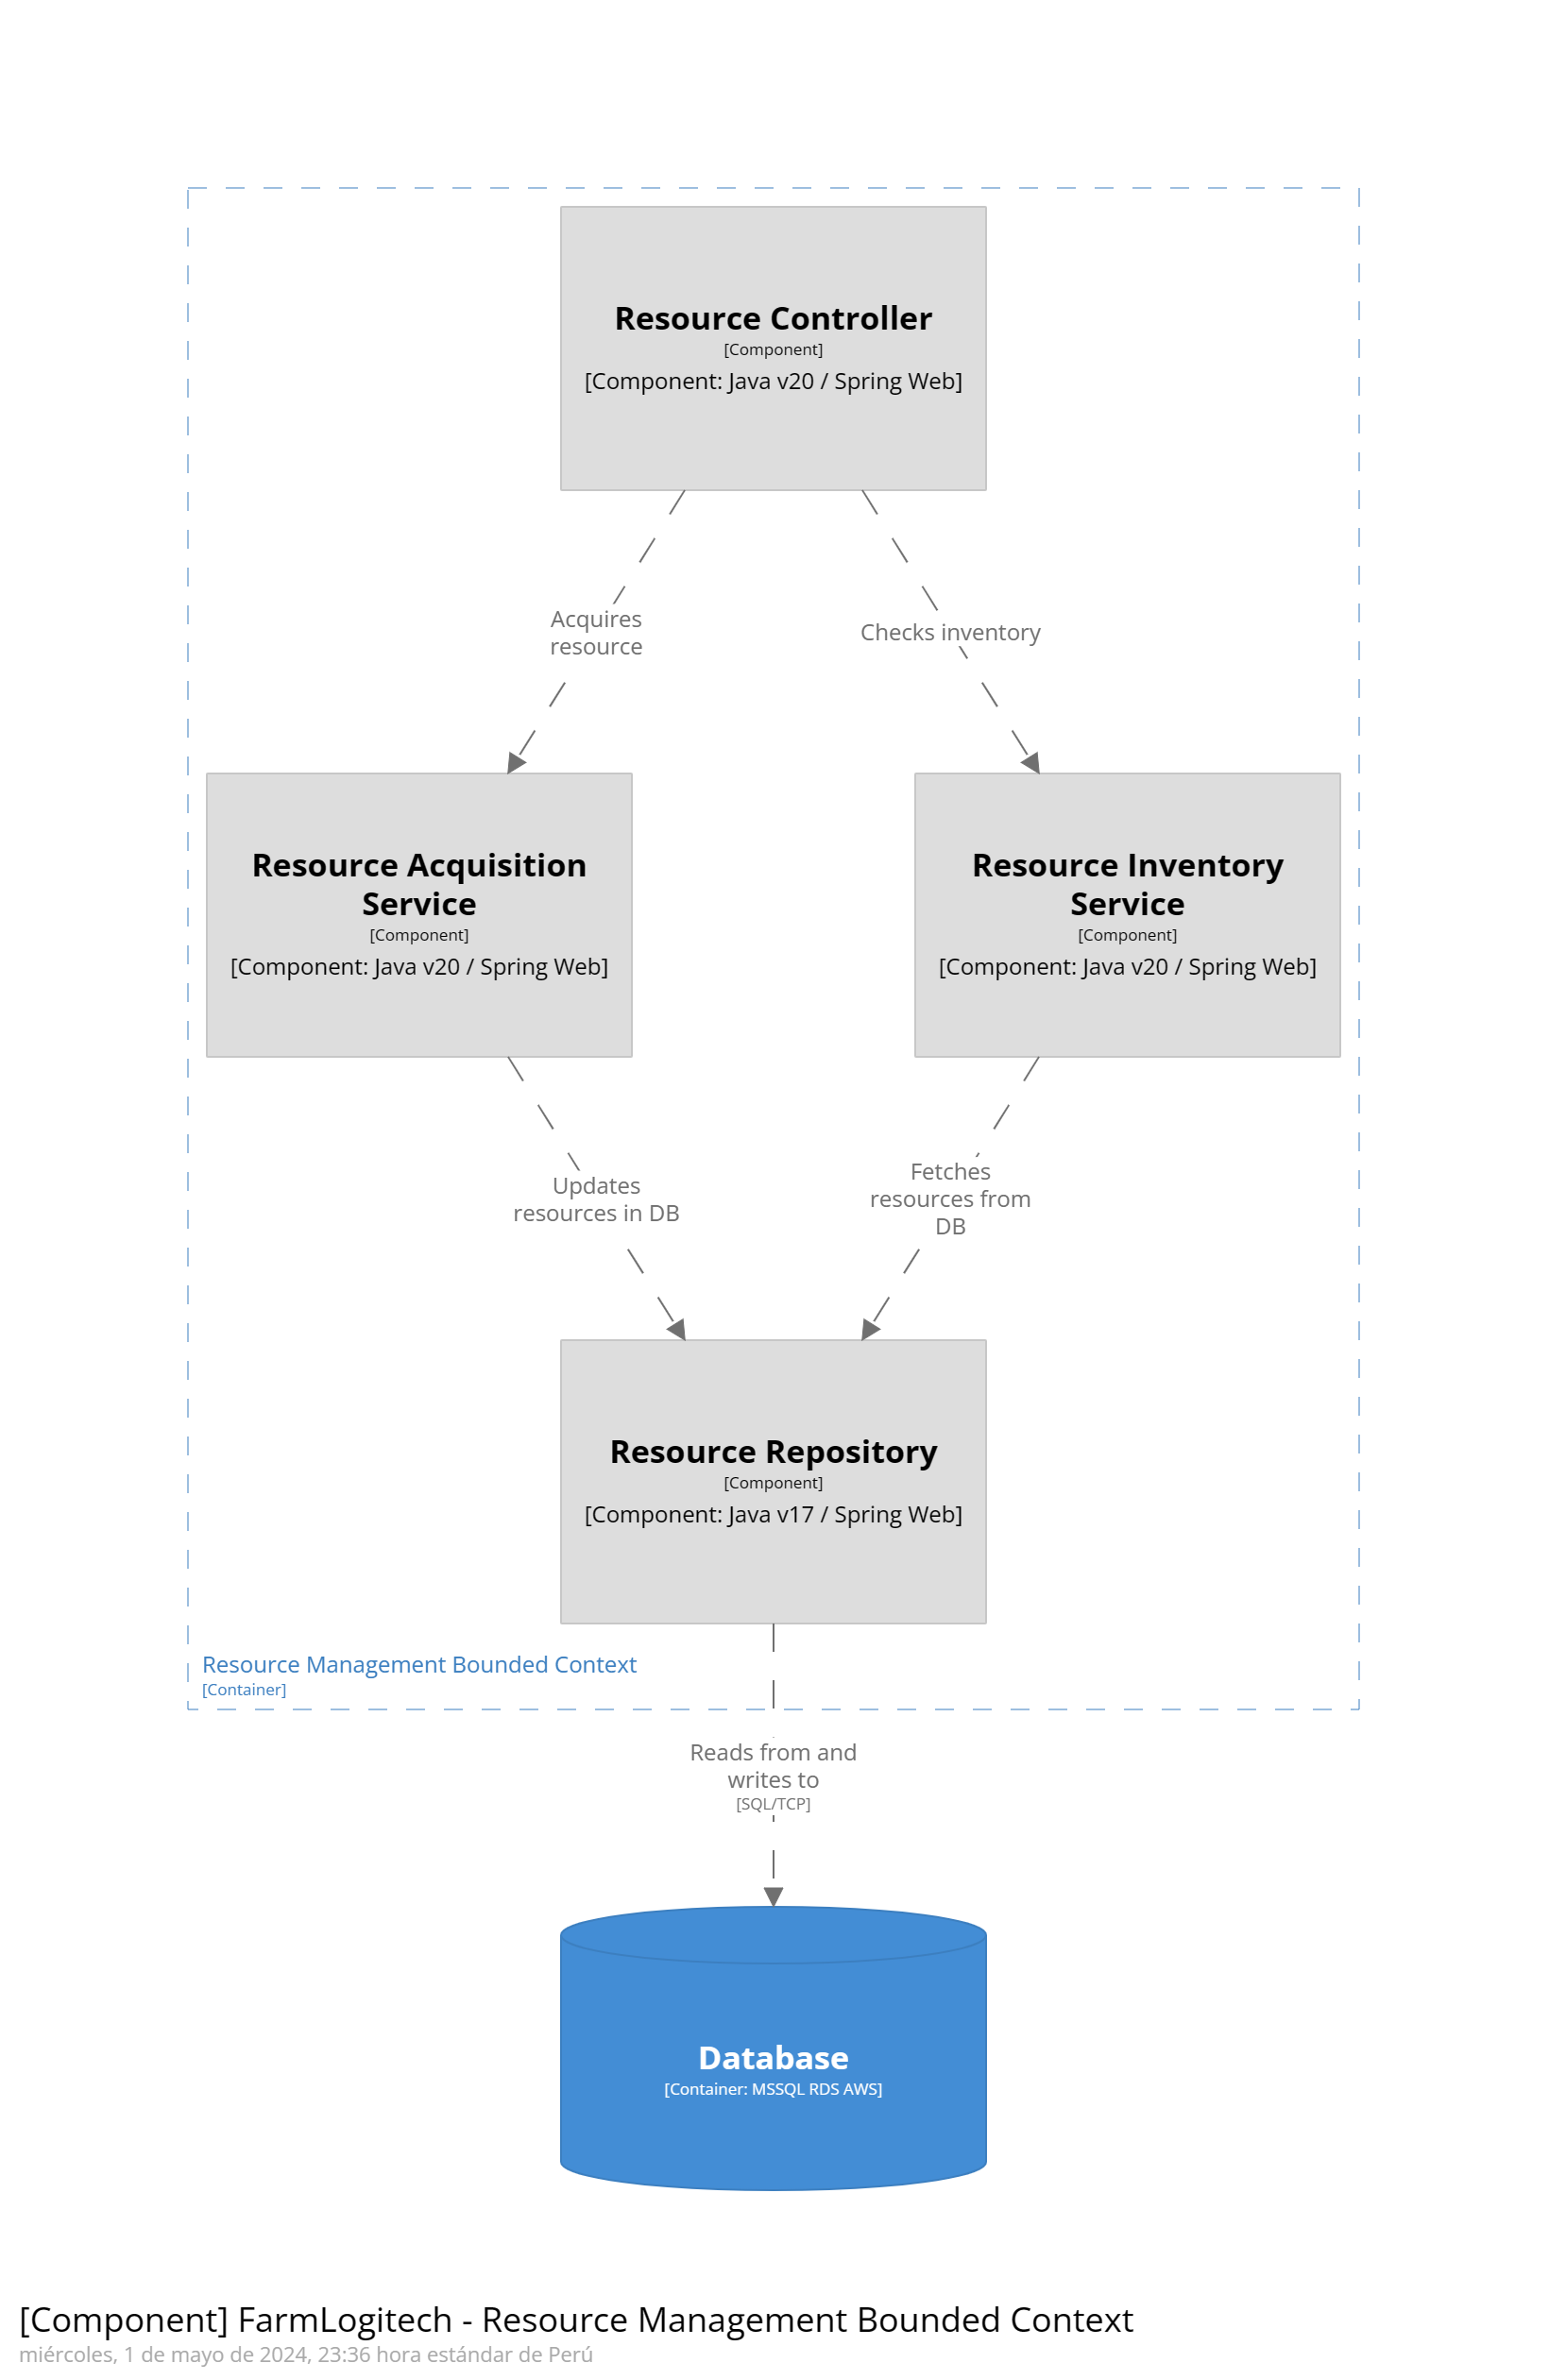 Resource Controller
[Component]
[Component: Java v20 / Spring Web]
Acquires
resource
Checks inventory
Resource Acquisition
Service
[Component]
[Component: Java v20 / Spring Web]
Resource Inventory
Service
[Component]
[Component: Java v20 / Spring Web]
Updates
resources in DB
Fetches
resources from
DB
Resource Repository
[Component]
[Component: Java v17 / Spring Web]
Resource Management Bounded Context
[Container]
Reads from and
writes to
[SQL/TCP]
Database
[Container: MSSQL RDS AWS]
[Component] FarmLogitech - Resource Management Bounded Context
miércoles, 1 de mayo de 2024, 23:36 hora estándar de Perú